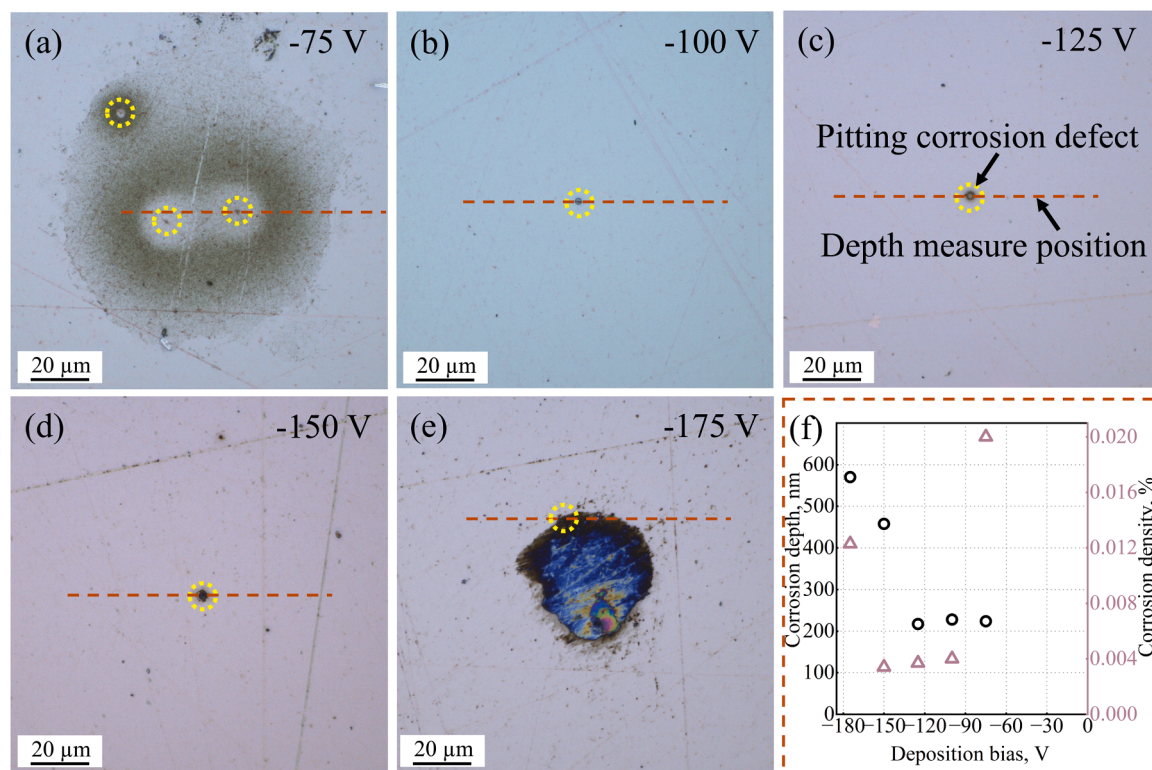 (a) -75 V
(b) -100 V
(c) -125 V
Pitting corrosion defect
Depth measure position
20 µm
20 µm
20 µm
(d) -150 V
(e) -175 V
(f)
20 µm
20 µm
Corrosion depth, nm
600
500
400
300
200
100
0
Corrosion density, %
0.020
0.016
0.012
0.008
0.004
0.000
−180 −150 −120 −90 −60 −30 0
Deposition bias, V